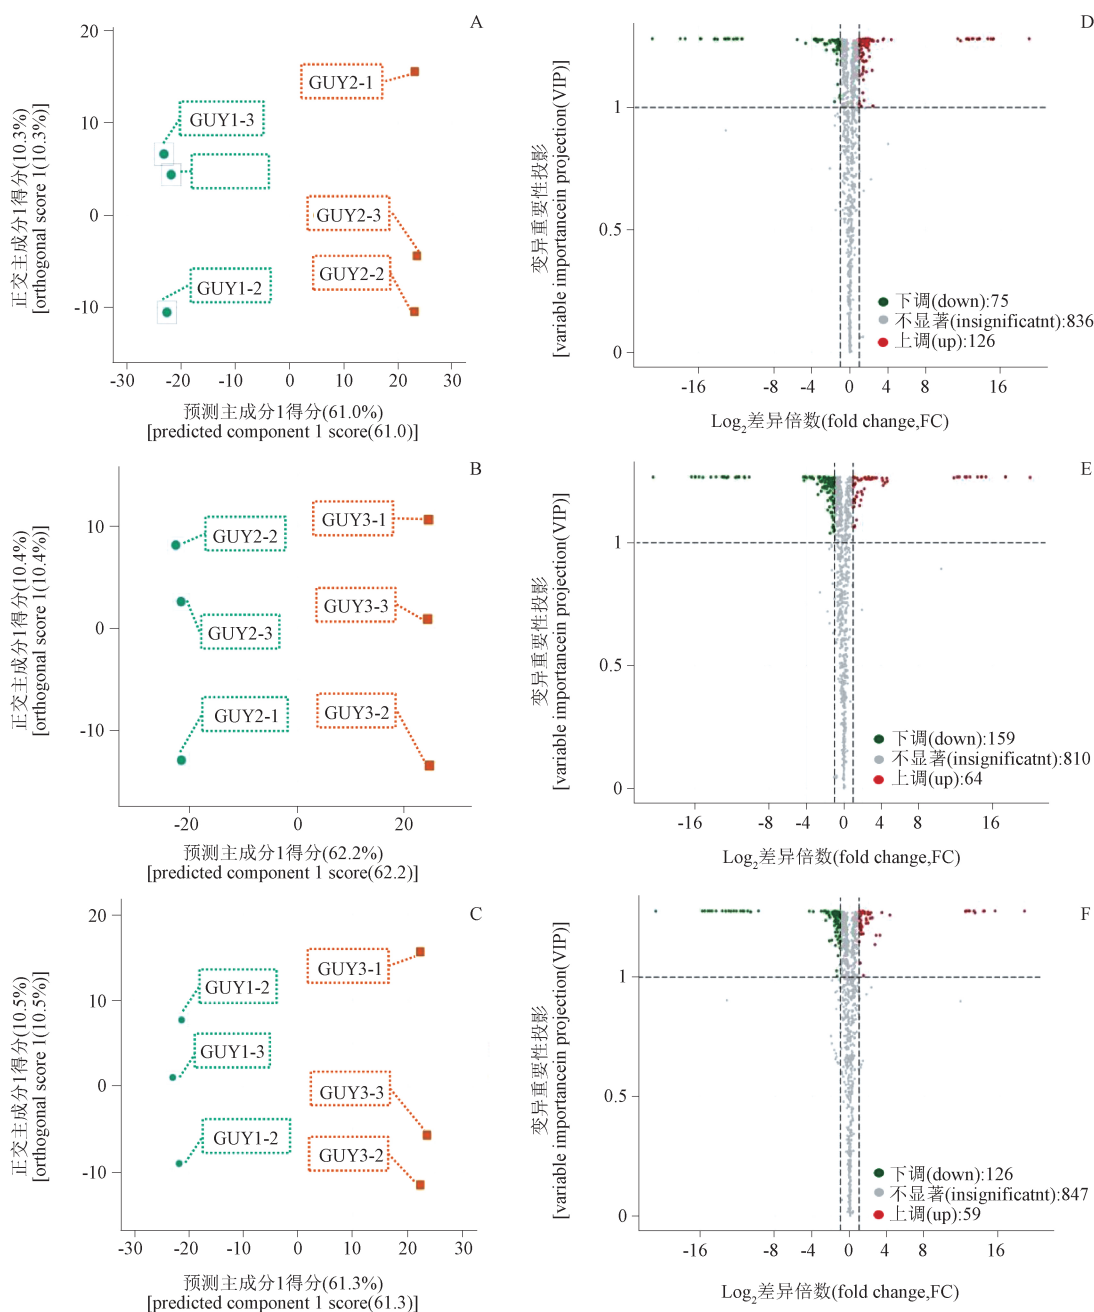 A
20
10
0
-10
-30
-20
-10
0
10
20
30
GUY2-1
GUY1-3
GUY2-3
GUY2-2
GUY1-2
正交主成分1得分(10.3%)
[orthogonal score 1(10.3%)]
预测主成分1得分(61.0%)
[predicted component 1 score(61.0)]
D
1
0.5
0
-16
-8
-4
0
4
8
16
变异重要性投影
[variable importancein projection(VIP)]
下调(down):75
不显著(insignificatnt):836
上调(up):126
Log2差异倍数(fold change,FC)
B
10
0
-10
-20
0
20
GUY2-2
GUY3-1
GUY3-3
GUY2-3
GUY2-1
GUY3-2
正交主成分1得分(10.4%)
[orthogonal score 1(10.4%)]
预测主成分1得分(62.2%)
[predicted component 1 score(62.2)]
E
1
0.5
0
-16
-8
-4
0
4
8
16
变异重要性投影
[variable importancein projection(VIP)]
下调(down):159
不显著(insignificatnt):810
上调(up):64
Log2差异倍数(fold change,FC)
C
20
10
0
-10
-30
-20
-10
0
10
20
30
GUY3-1
GUY1-2
GUY1-3
GUY3-3
GUY1-2
GUY3-2
正交主成分1得分(10.5%)
[orthogonal score 1(10.5%)]
预测主成分1得分(61.3%)
[predicted component 1 score(61.3)]
F
1
0.5
0
-16
-8
-4
0
4
8
16
变异重要性投影
[variable importancein projection(VIP)]
下调(down):126
不显著(insignificatnt):847
上调(up):59
Log2差异倍数(fold change,FC)